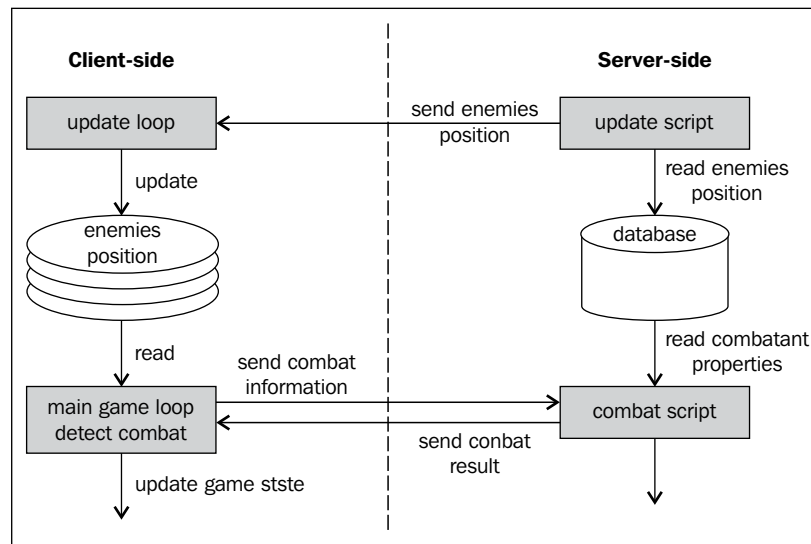 Client-side
Server-side
update loop
send enemies
position
update script
update
read enemies
position
enemies
position
database
read
read combatant
properties
send combat
information
main game loop
detect combat
combat script
send conbat
result
update game stste